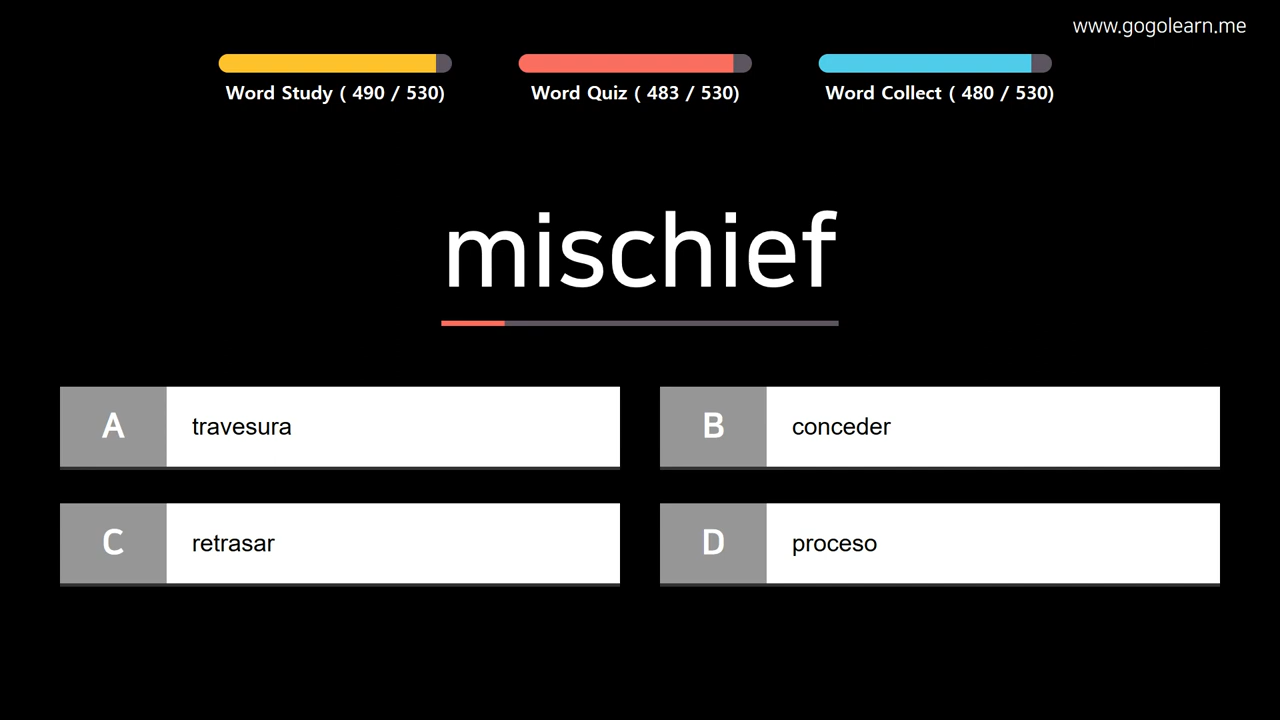 www.gogolearn.me
Word Study ( 490 / 530)
Word Quiz ( 483 / 530)
Word Collect ( 480 / 530)
mischief
A travesura
B conceder
C retrasar
D proceso